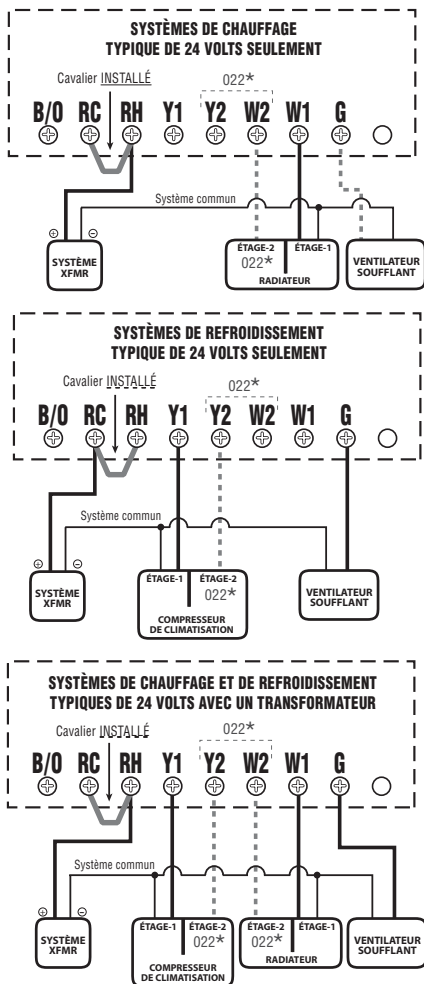 SYSTÈMES DE CHAUFFAGE
TYPIQUE DE 24 VOLTS SEULEMENT
Cavalier INSTALLÉ
022*
B/O RC RH Y1 Y2 W2 W1 G
Système commun
⊕ ⊖
SYSTÈME
XFMR
ÉTAGE-2 ÉTAGE-1
022*
RADIATEUR
VENTILATEUR
SOUFFLANT
SYSTÈMES DE REFROIDISSEMENT
TYPIQUE DE 24 VOLTS SEULEMENT
Cavalier INSTALLÉ
022*
B/O RC RH Y1 Y2 W2 W1 G
Système commun
⊕ ⊖
SYSTÈME
XFMR
ÉTAGE-1 ÉTAGE-2
022*
COMPRESSEUR
DE CLIMATISATION
VENTILATEUR
SOUFFLANT
SYSTÈMES DE CHAUFFAGE ET DE REFROIDISSEMENT
TYPIQUES DE 24 VOLTS AVEC UN TRANSFORMATEUR
Cavalier INSTALLÉ
022*
B/O RC RH Y1 Y2 W2 W1 G
Système commun
⊕ ⊖
SYSTÈME
XFMR
ÉTAGE-1 ÉTAGE-2
022*
COMPRESSEUR
DE CLIMATISATION
ÉTAGE-2 ÉTAGE-1
022*
RADIATEUR
VENTILATEUR
SOUFFLANT